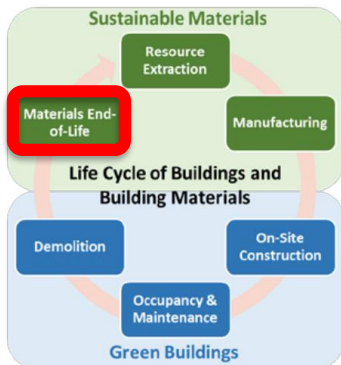 Sustainable Materials
Resource
Extraction
Materials End-
of-Life
Manufacturing
Life Cycle of Buildings and
Building Materials
Demolition
On-Site
Construction
Occupancy &
Maintenance
Green Buildings